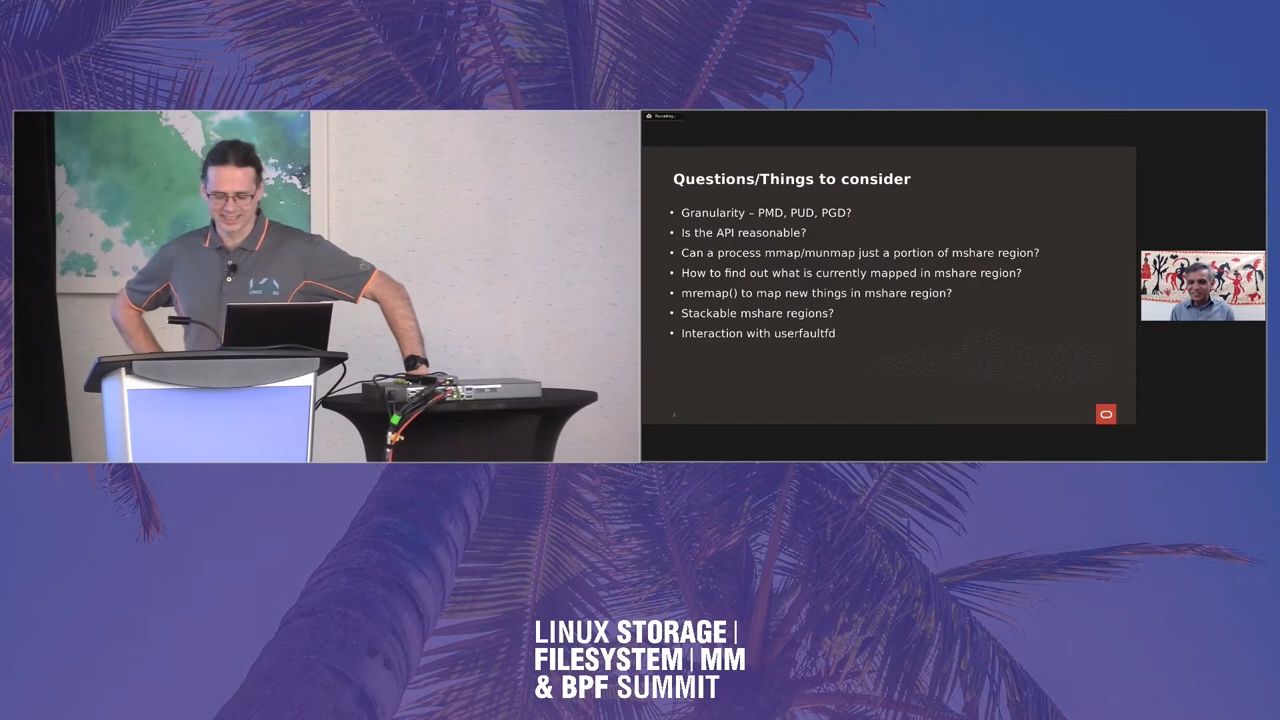 Recording...
Questions/Things to consider
• Granularity – PMD, PUD, PGD?
• Is the API reasonable?
• Can a process mmap/munmap just a portion of mshare region?
• How to find out what is currently mapped in mshare region?
• mremap() to map new things in mshare region?
• Stackable mshare regions?
• Interaction with userfaultfd
LINUX STORAGE |
FILESYSTEM | MM
& BPF SUMMIT